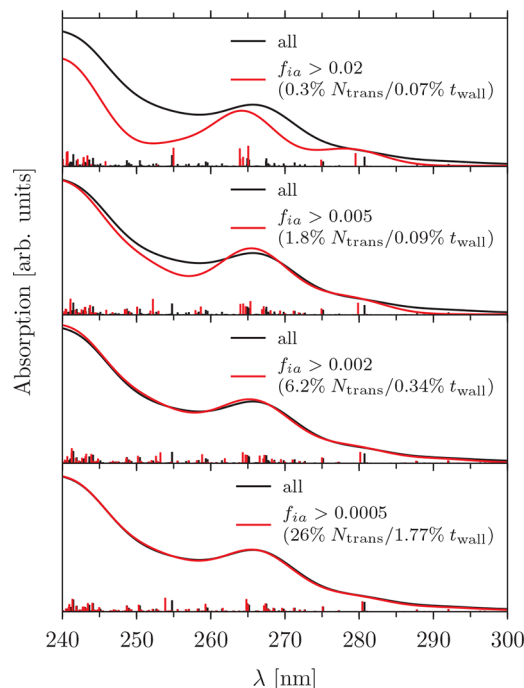 all
f_ia > 0.02
(0.3% N_trans/0.07% t_wall)
all
f_ia > 0.005
(1.8% N_trans/0.09% t_wall)
all
f_ia > 0.002
(6.2% N_trans/0.34% t_wall)
all
f_ia > 0.0005
(26% N_trans/1.77% t_wall)
Absorption [arb. units]
240 250 260 270 280 290 300
λ [nm]